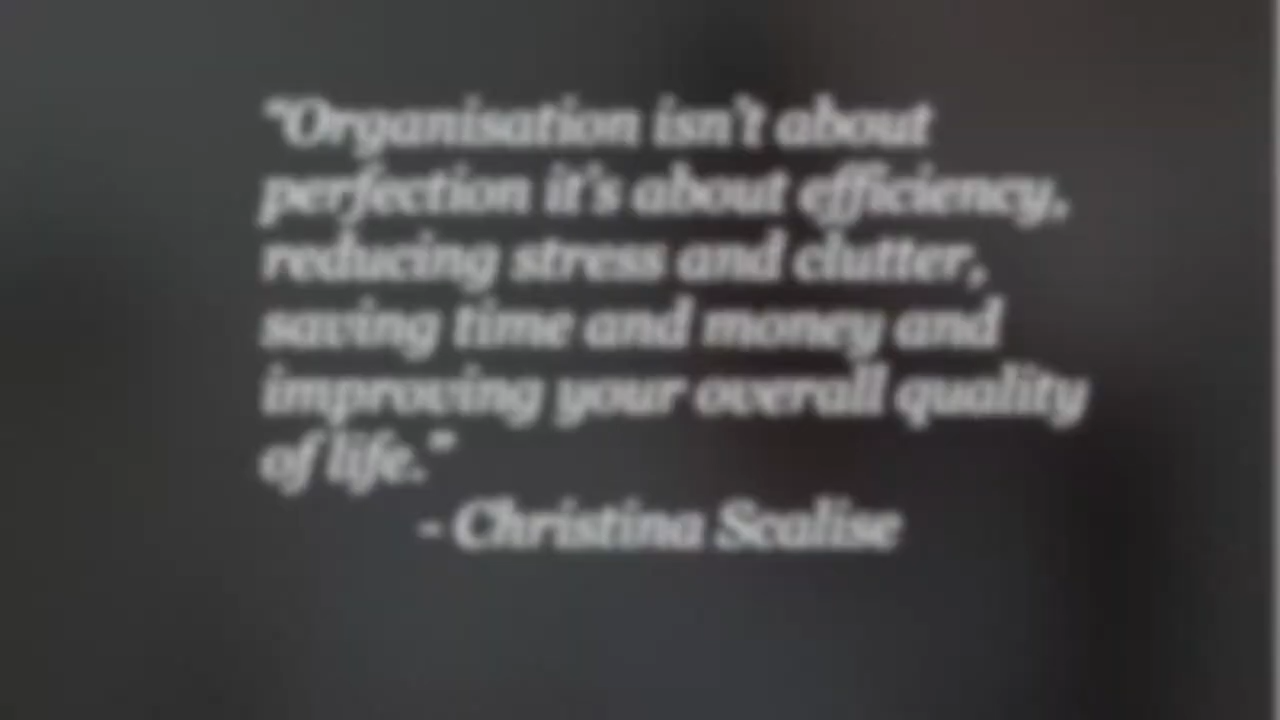 “Organisation isn't about
perfection it's about efficiency,
reducing stress and clutter,
saving time and money and
improving your overall quality
of life.”
- Christina Scalise